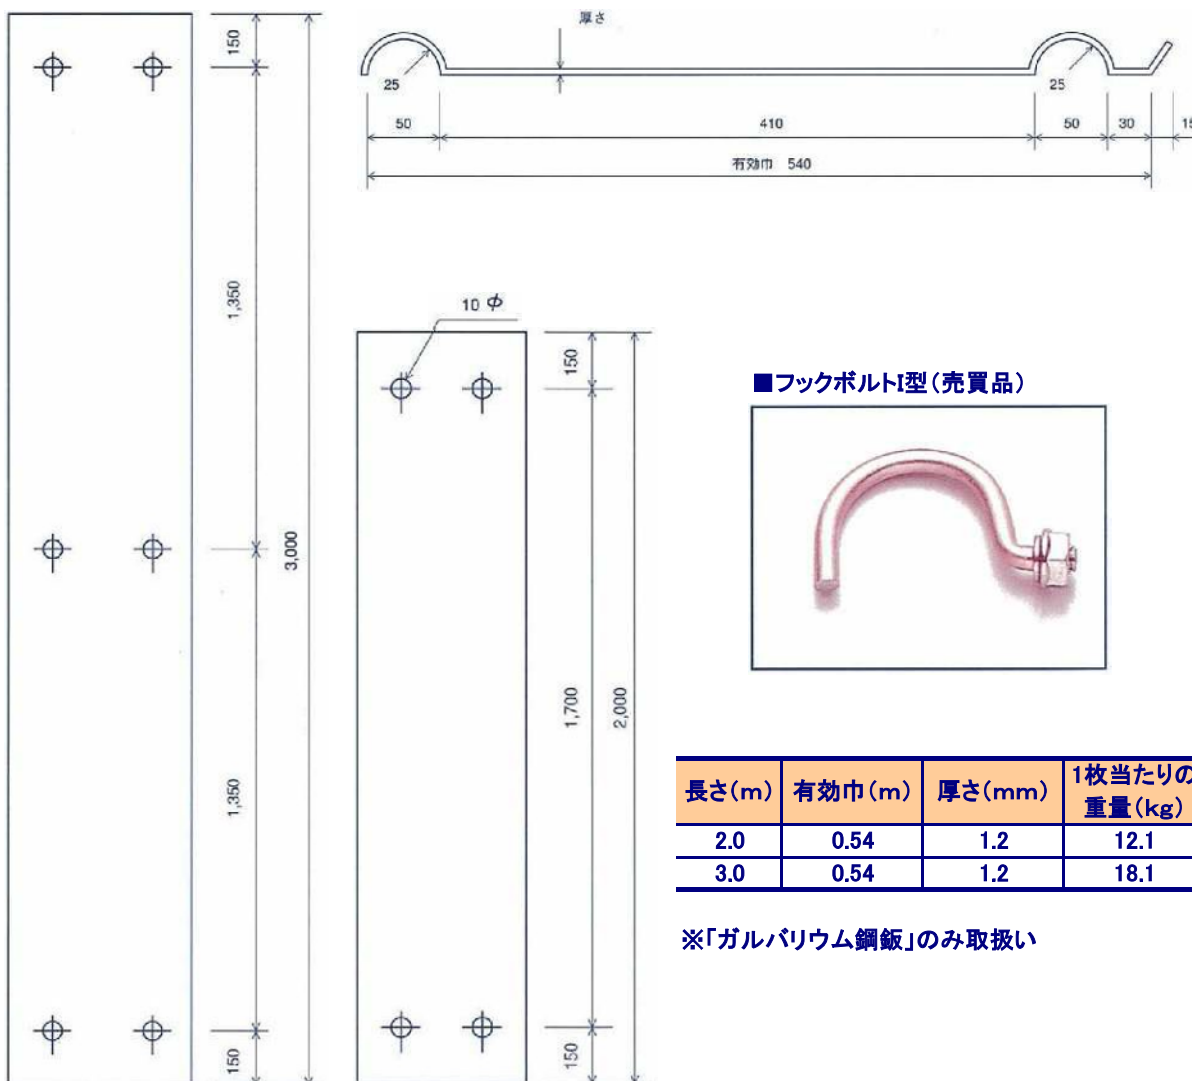 150
1,350
3,000
1,350
150
厚さ
25
25
50
410
50
30
15
有効巾 540
10 φ
150
1,700
2,000
150
■フックボルトI型(売買品)
長さ(m) 有効巾(m) 厚さ(mm) 1枚当たりの
重量(kg)
2.0 0.54 1.2 12.1
3.0 0.54 1.2 18.1
※「ガルバリウム鋼鈑」のみ取扱い